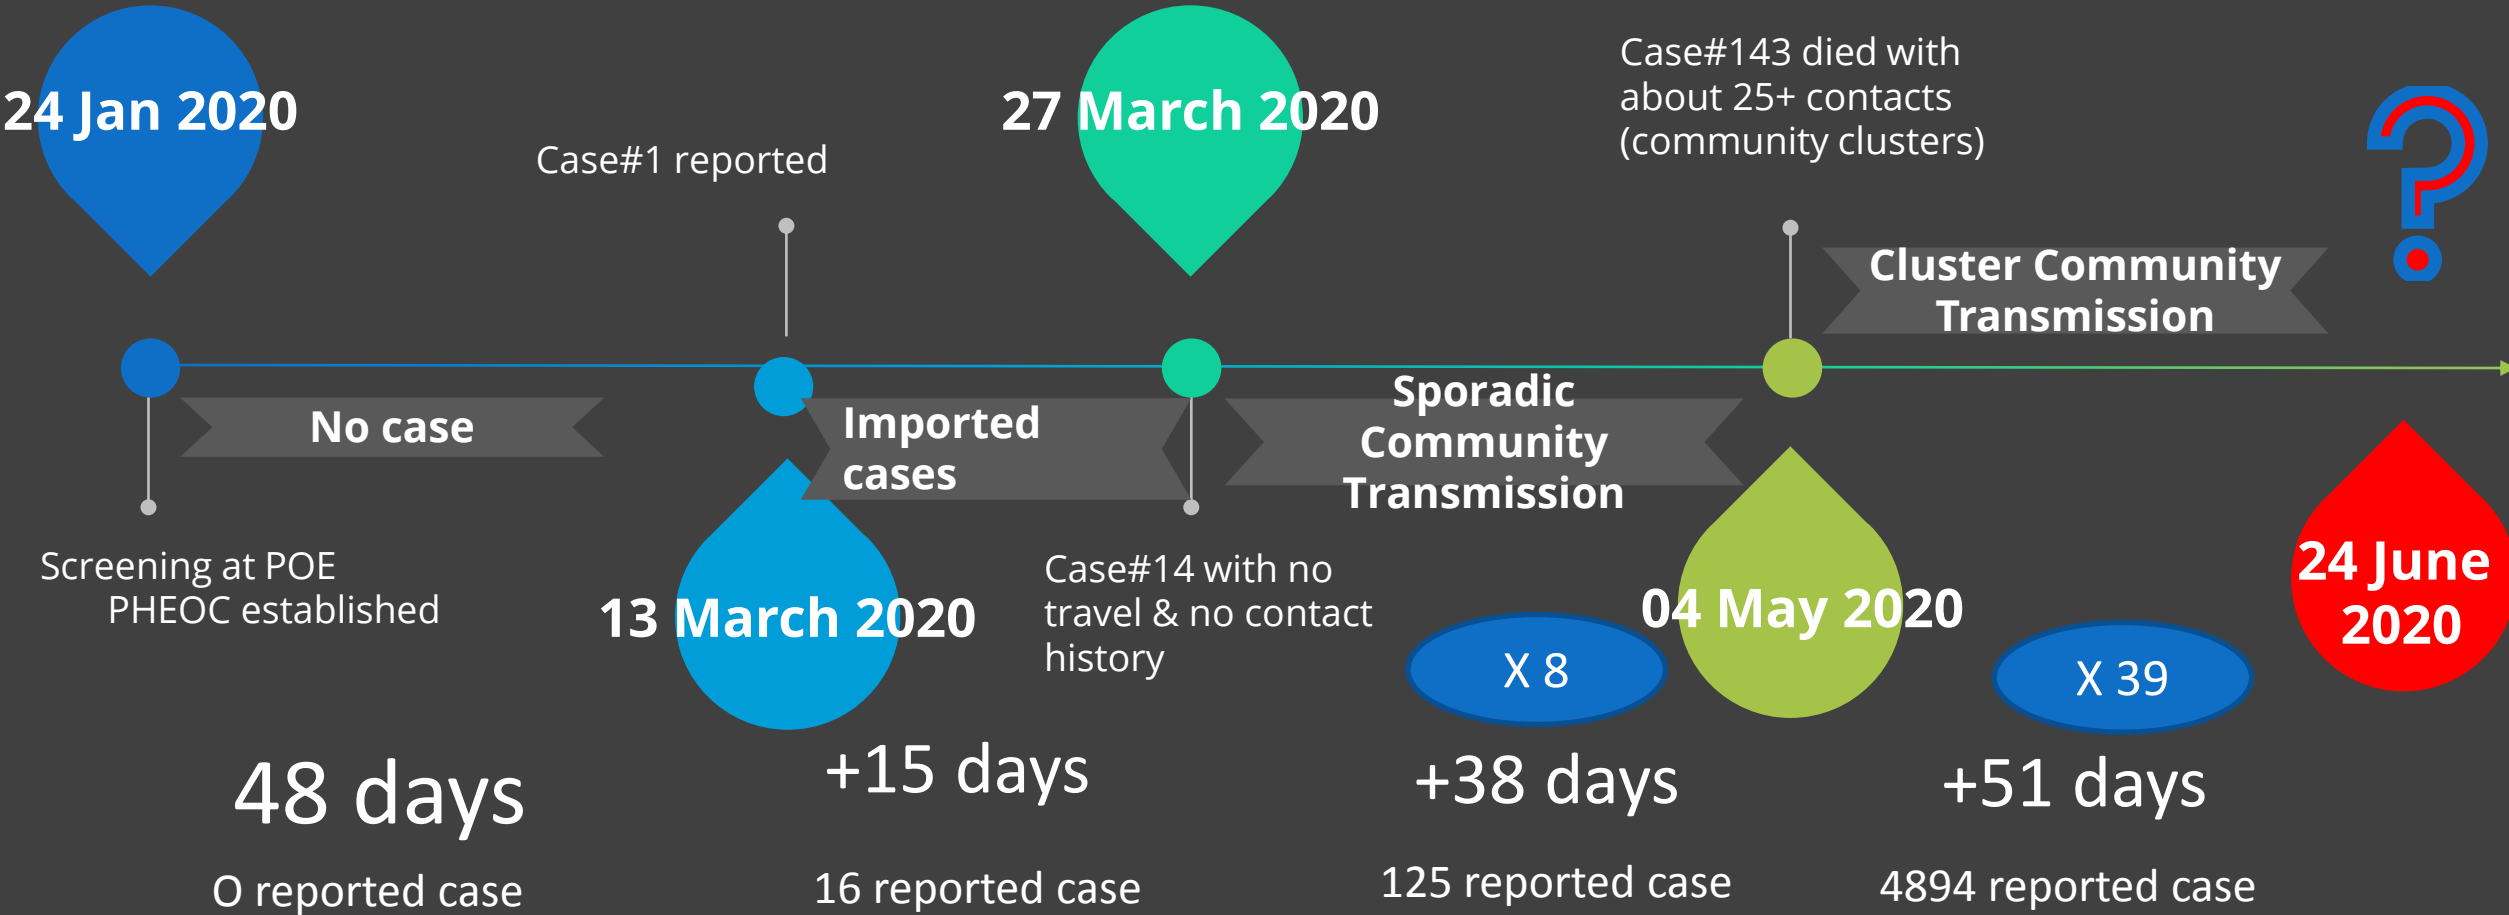 24 Jan 2020
27 March 2020
Case#143 died with
about 25+ contacts
(community clusters)
?
Case#1 reported
Cluster Community
Transmission
No case
Imported
cases
Sporadic
Community
Transmission
Screening at POE
PHEOC established
13 March 2020
Case#14 with no
travel & no contact
history
04 May 2020
24 June
2020
X 8
X 39
48 days
+15 days
+38 days
+51 days
O reported case
16 reported case
125 reported case
4894 reported case